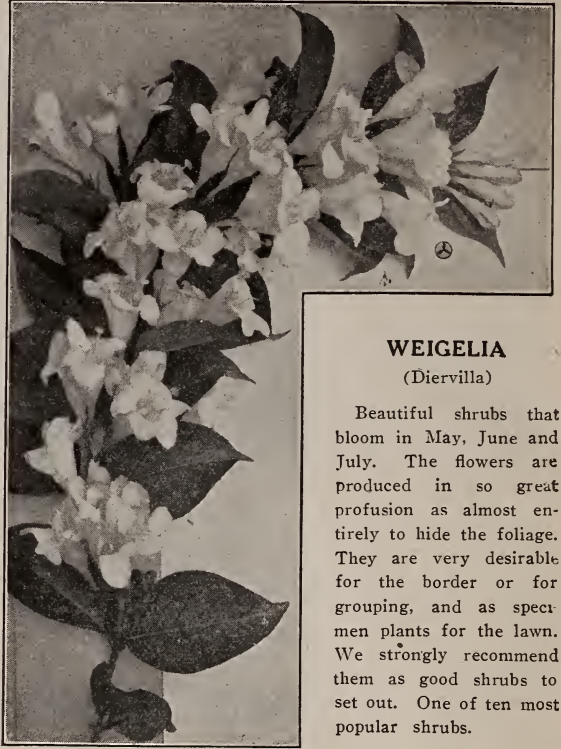 WEIGELIA
(Diervilla)
Beautiful shrubs that
bloom in May, June and
July. The flowers are
produced in so great
profusion as almost en-
tirely to hide the foliage.
They are very desirable
for the border or for
grouping, and as speci-
men plants for the lawn.
We strongly recommend
them as good shrubs to
set out. One of ten most
popular shrubs.